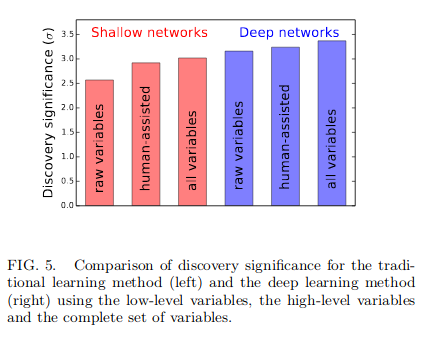 Shallow networks Deep networks
Discovery significance (σ)
3.5
3.0
2.5
2.0
1.5
1.0
0.5
0.0
raw variables
human-assisted
all variables
raw variables
human-assisted
all variables
FIG. 5. Comparison of discovery significance for the tradi-
tional learning method (left) and the deep learning method
(right) using the low-level variables, the high-level variables
and the complete set of variables.